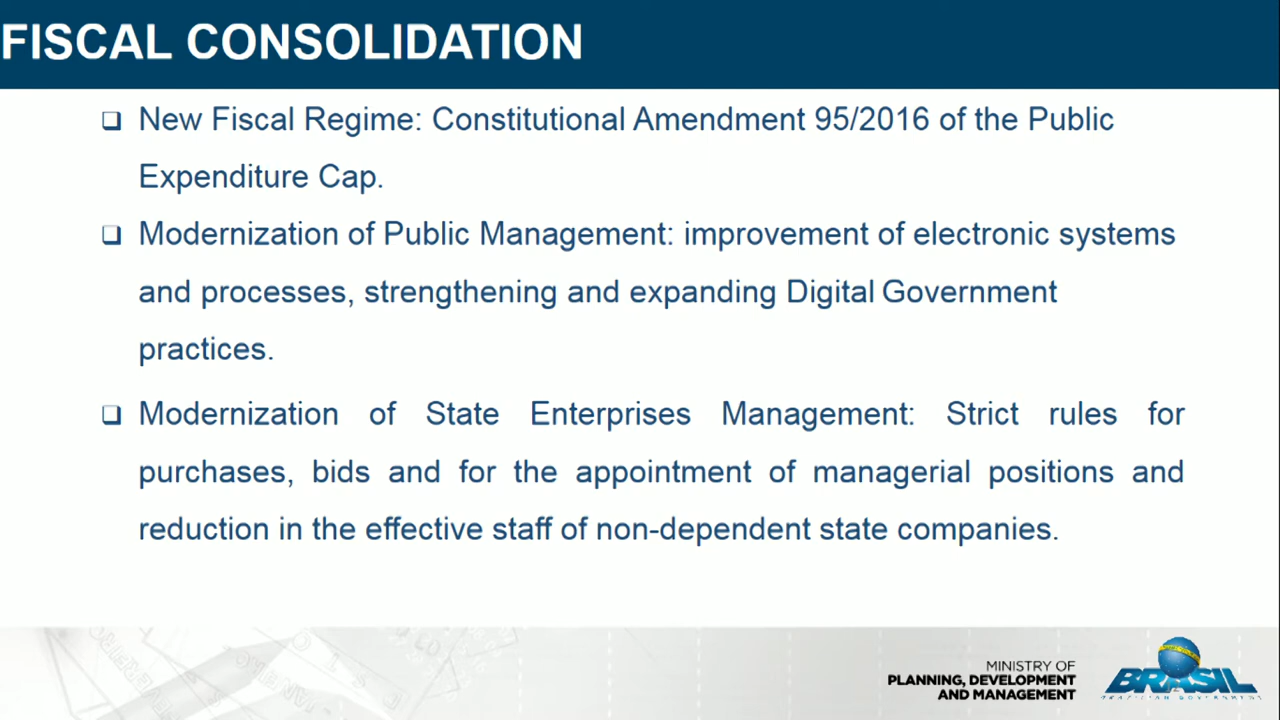 FISCAL CONSOLIDATION
❑ New Fiscal Regime: Constitutional Amendment 95/2016 of the Public
Expenditure Cap.
❑ Modernization of Public Management: improvement of electronic systems
and processes, strengthening and expanding Digital Government
practices.
❑ Modernization of State Enterprises Management: Strict rules for
purchases, bids and for the appointment of managerial positions and
reduction in the effective staff of non-dependent state companies.
MINISTRY OF
PLANNING, DEVELOPMENT
AND MANAGEMENT
BRASIL
BRAZILIAN GOVERNMENT